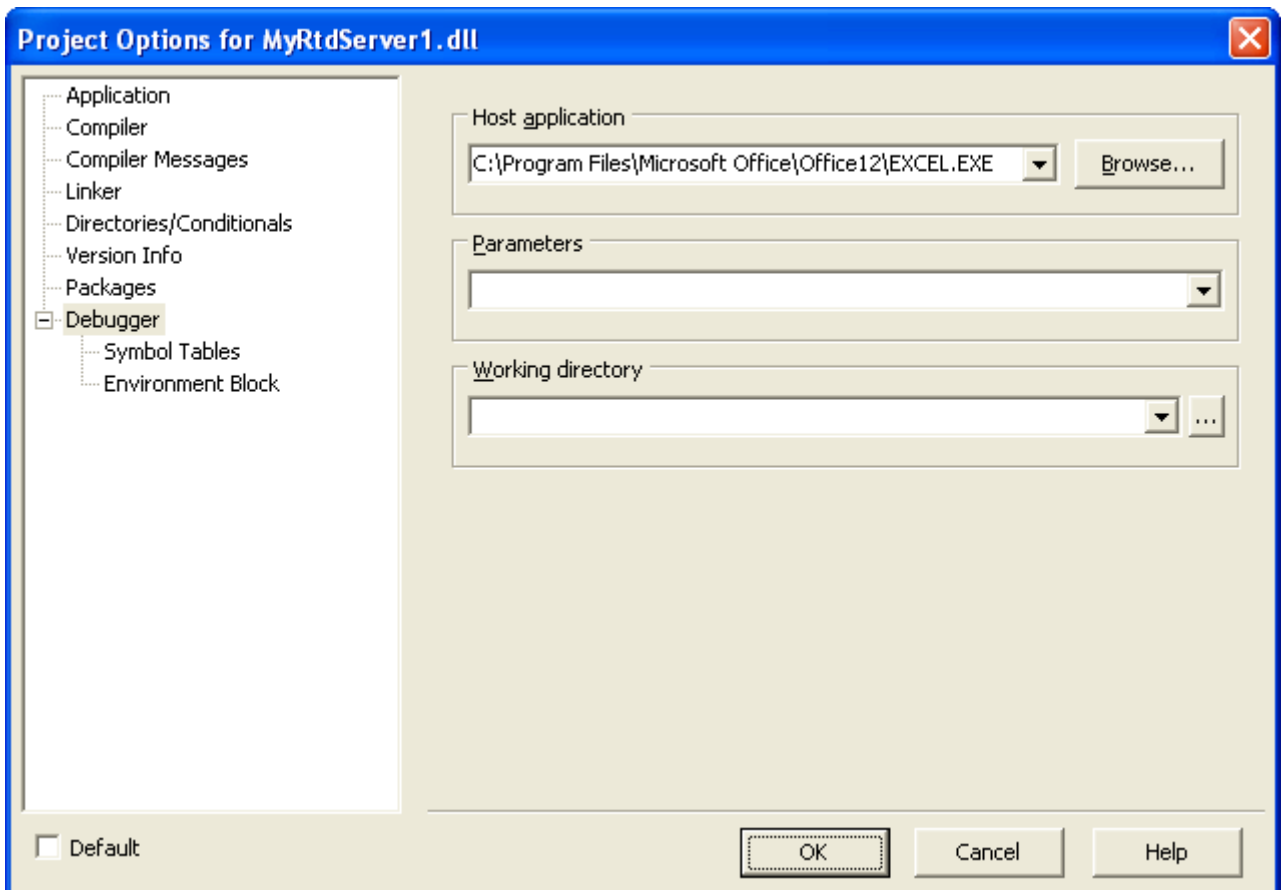 Project Options for MyRtdServer1.dll
Application
Compiler
Compiler Messages
Linker
Directories/Conditionals
Version Info
Packages
Debugger
Symbol Tables
Environment Block
Host application
C:\Program Files\Microsoft Office\Office12\EXCEL.EXE
Browse...
Parameters
Working directory
...
Default
OK
Cancel
Help